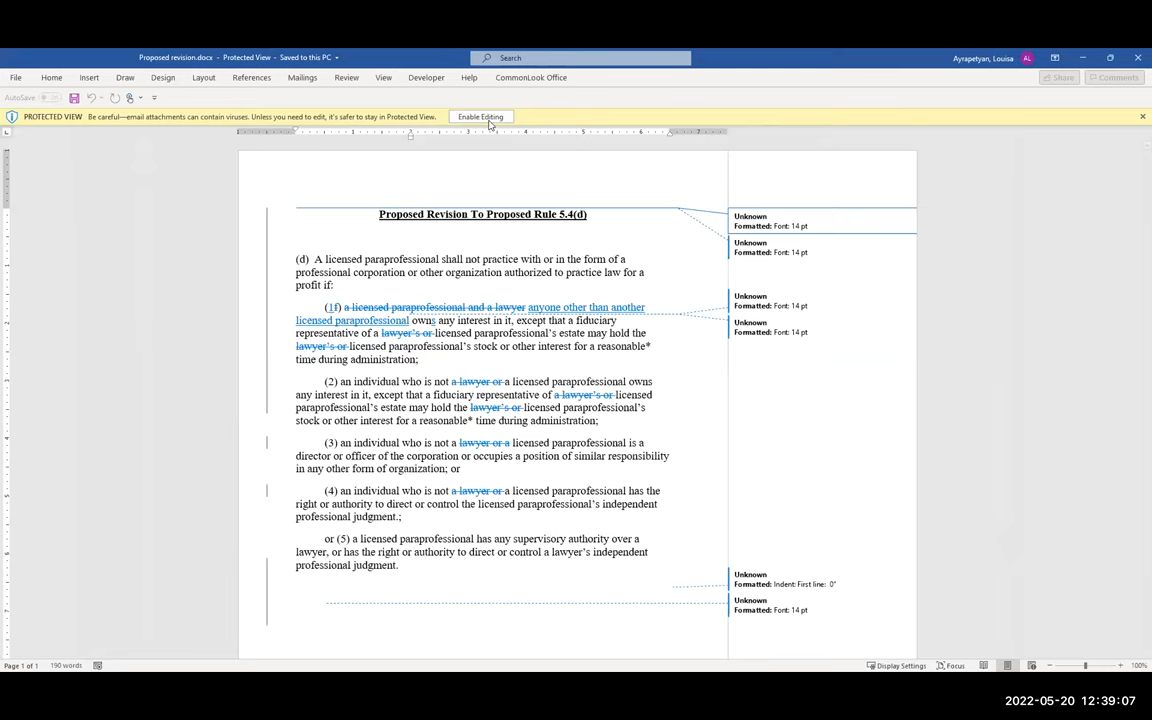 Proposed revision.docx - Protected View - Saved to this PC
Search
Ayrapetyan, Louisa AL
File Home Insert Draw Design Layout References Mailings Review View Developer Help CommonLook Office
Share Comments
AutoSave Off
PROTECTED VIEW Be careful—email attachments can contain viruses. Unless you need to edit, it's safer to stay in Protected View. Enable Editing
1 1 2 3 4 5 6 7
Proposed Revision To Proposed Rule 5.4(d)
Unknown
Formatted: Font: 14 pt
Unknown
Formatted: Font: 14 pt
(d) A licensed paraprofessional shall not practice with or in the form of a
professional corporation or other organization authorized to practice law for a
profit if:
Unknown
Formatted: Font: 14 pt
Unknown
Formatted: Font: 14 pt
(1f) a licensed paraprofessional and a lawyer anyone other than another
licensed paraprofessional owns any interest in it, except that a fiduciary
representative of a lawyer's or licensed paraprofessional's estate may hold the
lawyer's or licensed paraprofessional's stock or other interest for a reasonable*
time during administration;
(2) an individual who is not a lawyer or a licensed paraprofessional owns
any interest in it, except that a fiduciary representative of a lawyer's or licensed
paraprofessional's estate may hold the lawyer's or licensed paraprofessional's
stock or other interest for a reasonable* time during administration;
(3) an individual who is not a lawyer or a licensed paraprofessional is a
director or officer of the corporation or occupies a position of similar responsibility
in any other form of organization; or
(4) an individual who is not a lawyer or a licensed paraprofessional has the
right or authority to direct or control the licensed paraprofessional's independent
professional judgment.;
or (5) a licensed paraprofessional has any supervisory authority over a
lawyer, or has the right or authority to direct or control a lawyer's independent
professional judgment.
Unknown
Formatted: Indent: First line: 0"
Unknown
Formatted: Font: 14 pt
Page 1 of 1 190 words
Display Settings Focus 100%
2022-05-20 12:39:07